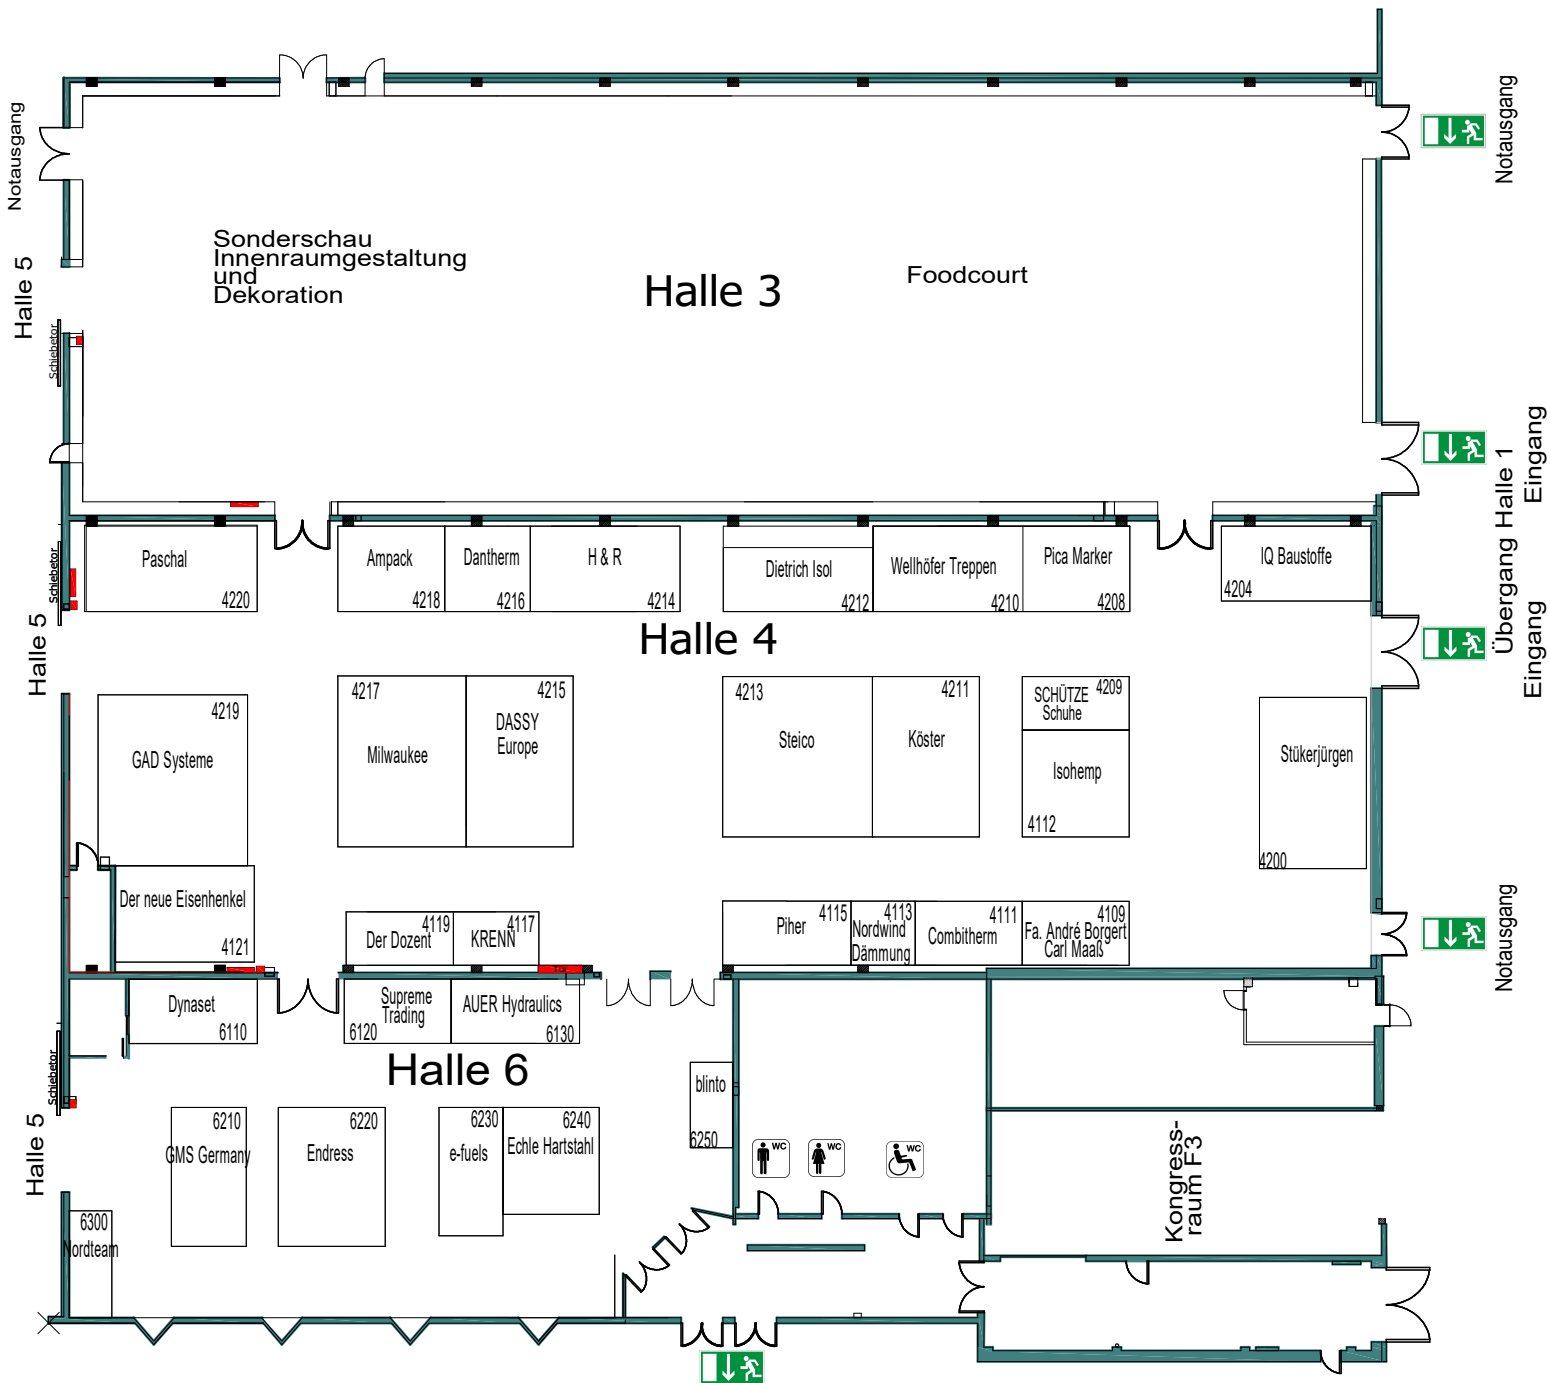 Notausgang
Notausgang
Sonderschau
Innenraumgestaltung
und
Dekoration
Halle 3
Foodcourt
Halle 5
Schiebetor
Eingang
Übergang Halle 1
Eingang
Paschal
4220
Ampack
4218
Dantherm
4216
H & R
4214
Dietrich Isol
4212
Wellhöfer Treppen
4210
Pica Marker
4208
IQ Baustoffe
4204
Schiebetor
Halle 5
Halle 4
4219
GAD Systeme
4217
Milwaukee
4215
DASSY
Europe
4213
Steico
4211
Köster
SCHÜTZE 4209
Schuhe
Isohemp
4112
Stükerjürgen
4200
Der neue Eisenhenkel
4121
4119
Der Dozent
4117
KRENN
4115
Piher
4113
Nordwind
Dämmung
4111
Combitherm
4109
Fa. André Borgert
Carl Maaß
Notausgang
Dynaset
6110
Supreme
Trading
6120
AUER Hydraulics
6130
Halle 6
Schiebetor
Halle 5
blinto
6250
6210
GMS Germany
6220
Endress
6230
e-fuels
6240
Echle Hartstahl
6300
Nordteam
WC
WC
WC
Kongress-
raum F3